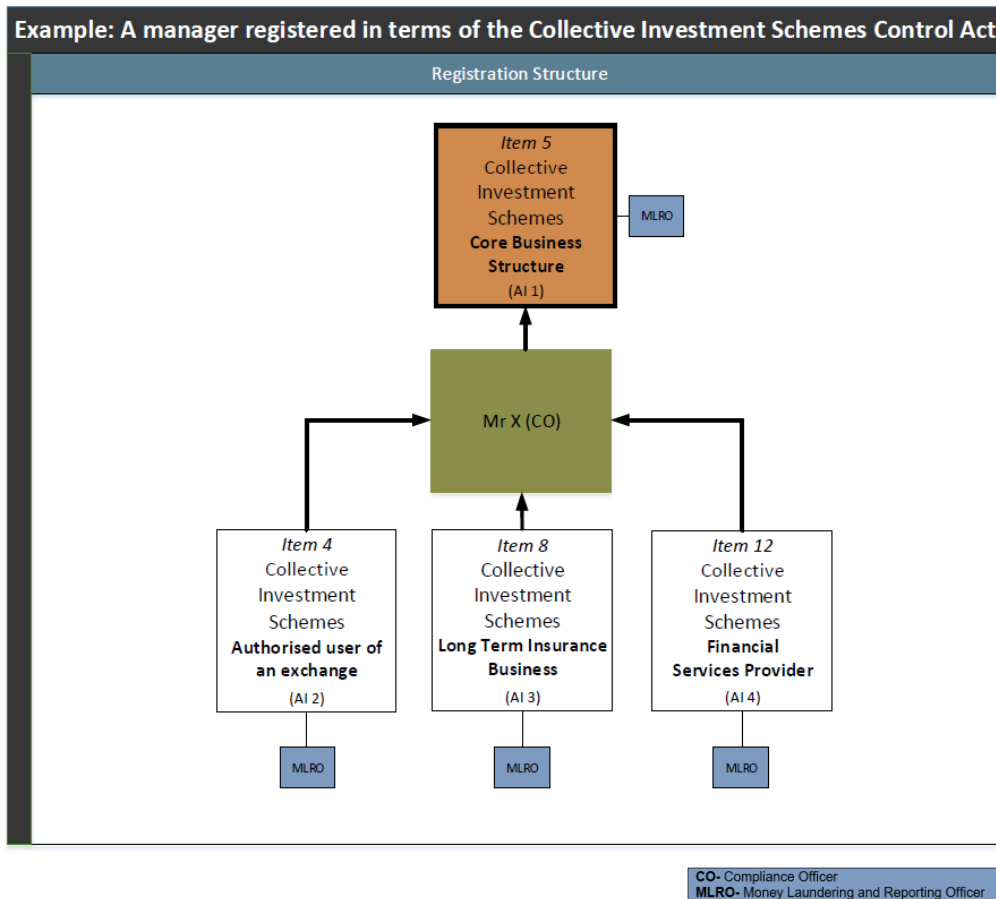 Example: A manager registered in terms of the Collective Investment Schemes Control Act
Registration Structure
Item 5
Collective
Investment
Schemes
Core Business
Structure
(AI 1)
MLRO
Mr X (CO)
Item 4
Collective
Investment
Schemes
Authorised user of
an exchange
(AI 2)
Item 8
Collective
Investment
Schemes
Long Term Insurance
Business
(AI 3)
Item 12
Collective
Investment
Schemes
Financial
Services Provider
(AI 4)
MLRO
MLRO
MLRO
CO- Compliance Officer
MLRO- Money Laundering and Reporting Officer